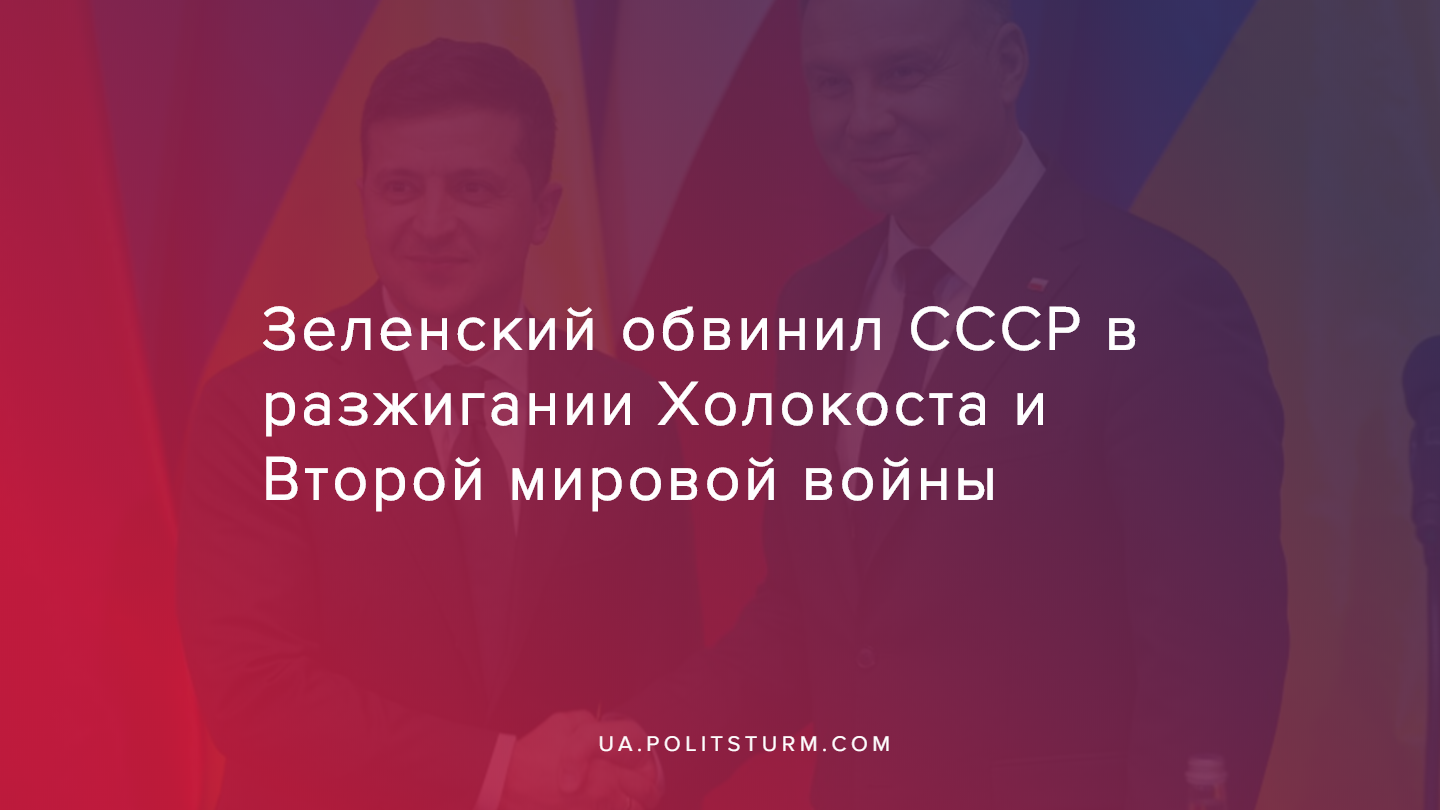 Зеленский обвинил СССР в
разжигании Холокоста и
Второй мировой войны
UA.POLITSTURM.COM